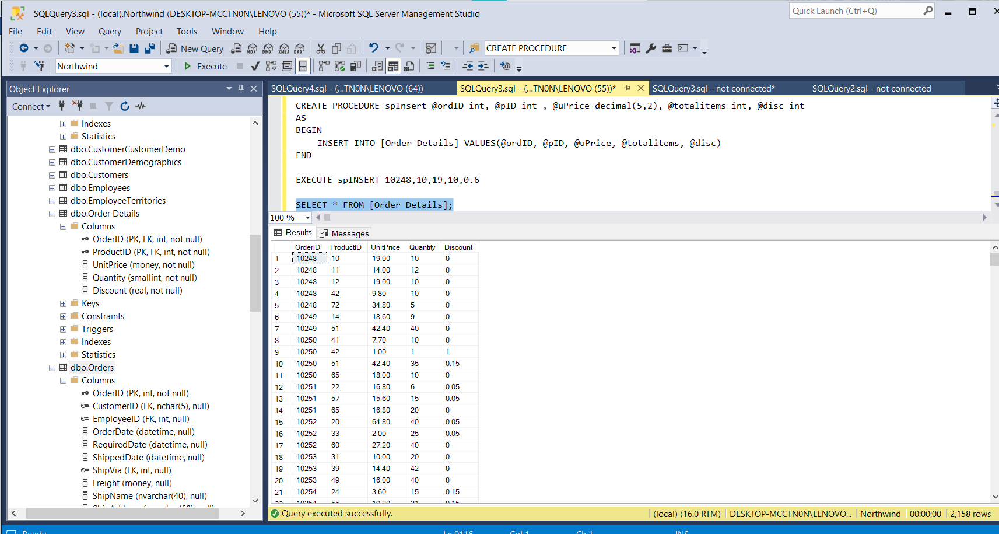 SQLQuery3.sql - (local).Northwind (DESKTOP-MCCTN0N\LENOVO (55))* - Microsoft SQL Server Management Studio
Quick Launch (Ctrl+Q)
File Edit View Query Project Tools Window Help
New Query MDX DMX XMLA DAX CREATE PROCEDURE
Northwind Execute
Object Explorer
SQLQuery4.sql - (...TN0N\LENOVO (64)) SQLQuery3.sql - (...TN0N\LENOVO (55))* SQLQuery3.sql - not connected* SQLQuery2.sql - not connected
Connect
Indexes
Statistics
dbo.CustomerCustomerDemo
dbo.CustomerDemographics
dbo.Customers
dbo.Employees
dbo.EmployeeTerritories
dbo.Order Details
Columns
OrderID (PK, FK, int, not null)
ProductID (PK, FK, int, not null)
UnitPrice (money, not null)
Quantity (smallint, not null)
Discount (real, not null)
Keys
Constraints
Triggers
Indexes
Statistics
dbo.Orders
Columns
OrderID (PK, int, not null)
CustomerID (FK, nchar(5), null)
EmployeeID (FK, int, null)
OrderDate (datetime, null)
RequiredDate (datetime, null)
ShippedDate (datetime, null)
ShipVia (FK, int, null)
Freight (money, null)
ShipName (nvarchar(40), null)
CREATE PROCEDURE spInsert @ordID int, @pID int , @uPrice decimal(5,2), @totalitems int, @disc int
AS
BEGIN
INSERT INTO [Order Details] VALUES(@ordID, @pID, @uPrice, @totalitems, @disc)
END
EXECUTE spINSERT 10248,10,19,10,0.6
SELECT * FROM [Order Details];
100 %
Results Messages
OrderID ProductID UnitPrice Quantity Discount
1 10248 10 19.00 10 0
2 10248 11 14.00 12 0
3 10248 12 19.00 10 0
4 10248 42 9.80 10 0
5 10248 72 34.80 5 0
6 10249 14 18.60 9 0
7 10249 51 42.40 40 0
8 10250 41 7.70 10 0
9 10250 42 1.00 1 1
10 10250 51 42.40 35 0.15
11 10250 65 18.00 10 0
12 10251 22 16.80 6 0.05
13 10251 57 15.60 15 0.05
14 10251 65 16.80 20 0
15 10252 20 64.80 40 0.05
16 10252 33 2.00 25 0.05
17 10252 60 27.20 40 0
18 10253 31 10.00 20 0
19 10253 39 14.40 42 0
20 10253 49 16.00 40 0
21 10254 24 3.60 15 0.15
Query executed successfully. (local) (16.0 RTM) DESKTOP-MCCTN0N\LENOVO... Northwind 00:00:00 2,158 rows
Ready Col 1 Ch 1 INS